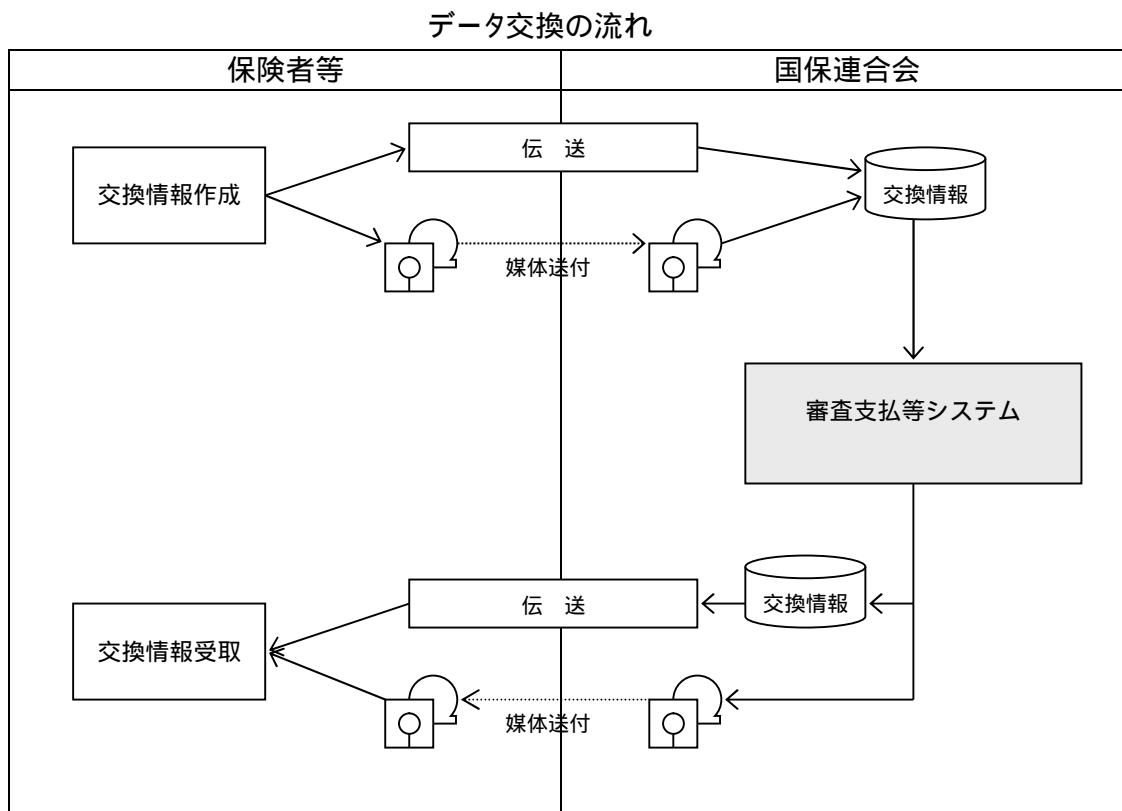 データ交換の流れ
保険者等
国保連合会
伝　送
交換情報作成
交換情報
媒体送付
審査支払等システム
伝　送
交換情報
交換情報受取
媒体送付